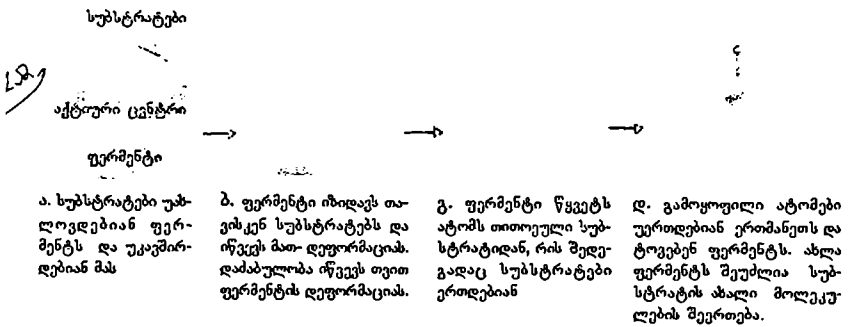 სუბსტრატები
აქტიური ცენტრი
ფერმენტი
ა. სუბსტრატები უახ-
ლოვდებიან ფერ-
მენტს და უკავშირ-
დებიან მას
ბ. ფერმენტი იზიდავს თა-
ვისკენ სუბსტრატებს და
იწვევს მათ- დეფორმაციას.
დაძაბულობა იწვევს თვით
ფერმენტის დეფორმაციას.
გ. ფერმენტი წყვეტს
ატომს თითოეული სუბ-
სტრატიდან, რის შედე-
გადაც სუბსტრატები
ერთდებიან
დ. გამოყოფილი ატომები
უერთდებიან ერთმანეთს და
ტოვებენ ფერმენტს. ახლა
ფერმენტს შეუძლია სუბ-
სტრატის ახალი მოლეკუ-
ლების შეერთება.